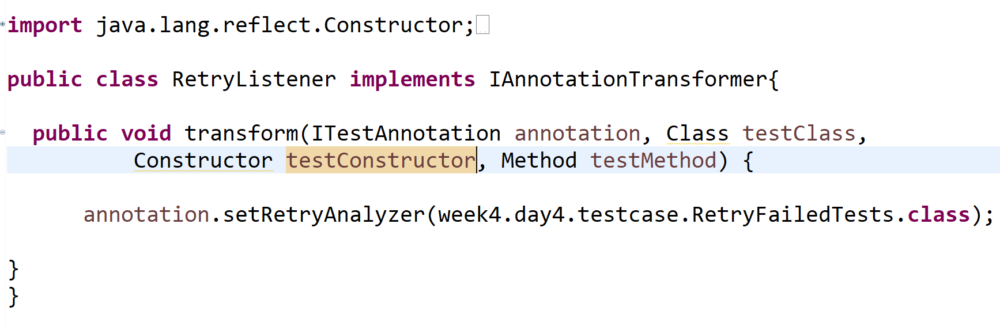 import java.lang.reflect.Constructor;
public class RetryListener implements IAnnotationTransformer{
public void transform(ITestAnnotation annotation, Class testClass,
Constructor testConstructor, Method testMethod) {
annotation.setRetryAnalyzer(week4.day4.testcase.RetryFailedTests.class);
}
}